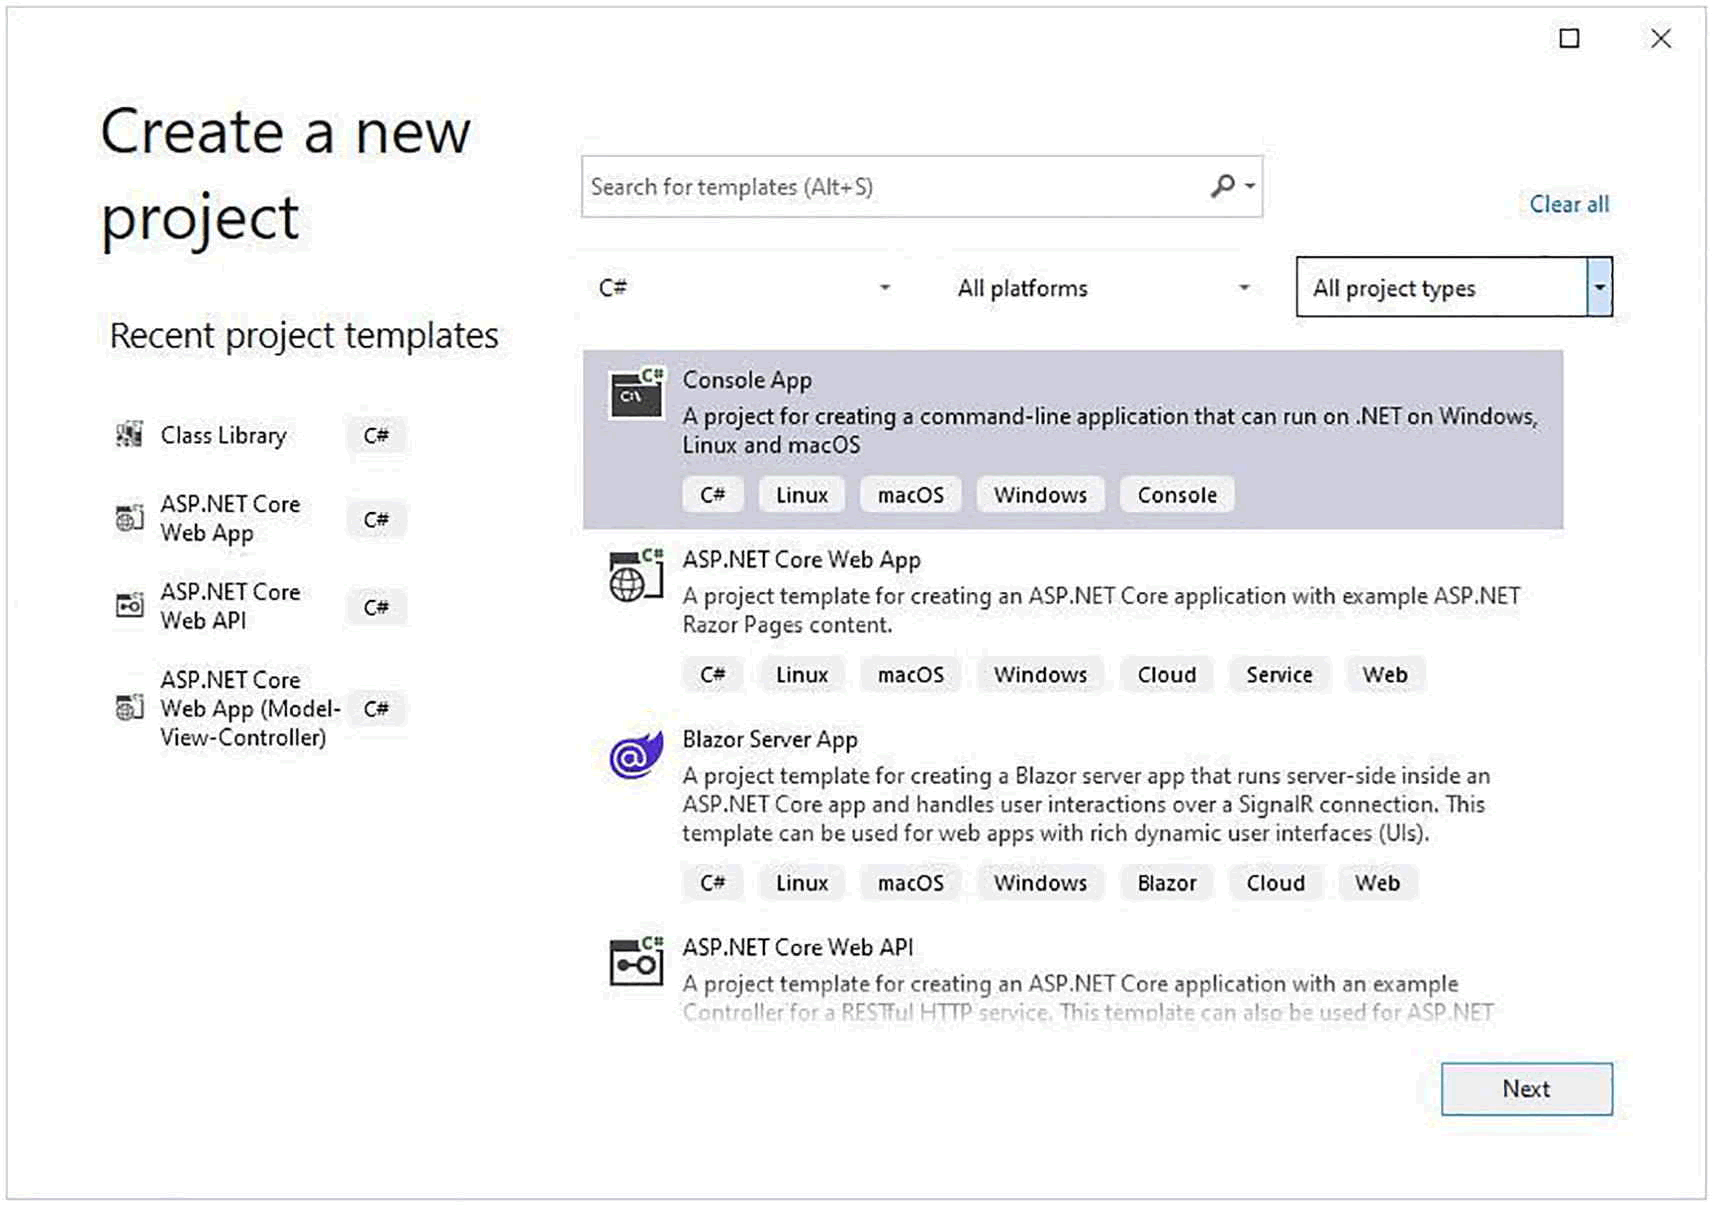 Create a new
project
Search for templates (Alt+S)
Clear all
C#
All platforms
All project types
Recent project templates
Class Library
C#
ASP.NET Core
Web App
C#
ASP.NET Core
Web API
C#
ASP.NET Core
Web App (Model-
View-Controller)
C#
C#
C:\
Console App
A project for creating a command-line application that can run on .NET on Windows,
Linux and macOS
C# Linux macOS Windows Console
C#
ASP.NET Core Web App
A project template for creating an ASP.NET Core application with example ASP.NET
Razor Pages content.
C# Linux macOS Windows Cloud Service Web
Blazor Server App
A project template for creating a Blazor server app that runs server-side inside an
ASP.NET Core app and handles user interactions over a SignalR connection. This
template can be used for web apps with rich dynamic user interfaces (UIs).
C# Linux macOS Windows Blazor Cloud Web
C#
ASP.NET Core Web API
A project template for creating an ASP.NET Core application with an example
Controller for a RESTful HTTP service. This template can also be used for ASP.NET
Next